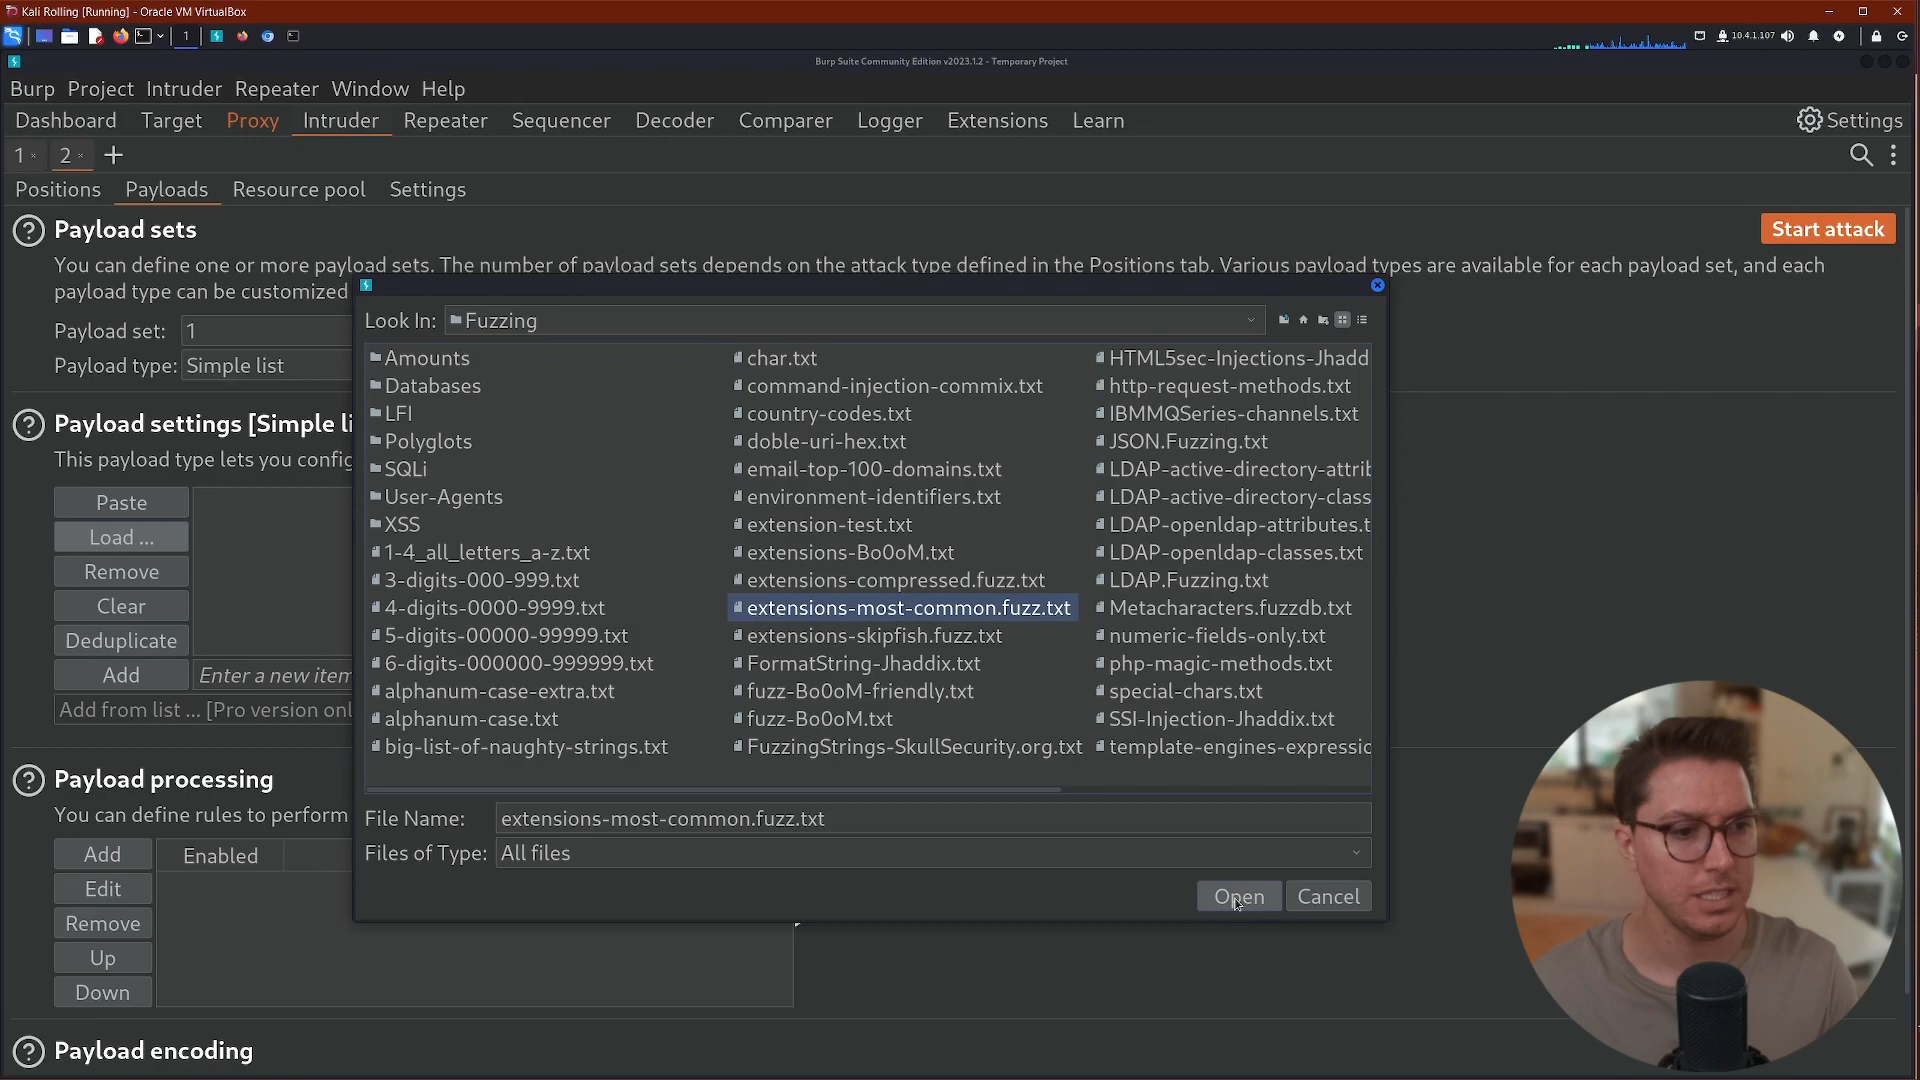 Kali Rolling [Running] - Oracle VM VirtualBox
1
10.4.1.107
Burp Suite Community Edition v2023.1.2 - Temporary Project
Burp Project Intruder Repeater Window Help
Dashboard Target Proxy Intruder Repeater Sequencer Decoder Comparer Logger Extensions Learn Settings
1 × 2 × +
Positions Payloads Resource pool Settings
? Payload sets
Start attack
You can define one or more payload sets. The number of payload sets depends on the attack type defined in the Positions tab. Various payload types are available for each payload set, and each
payload type can be customized
Payload set: 1
Payload type: Simple list
? Payload settings [Simple li
This payload type lets you config
Paste
Load ...
Remove
Clear
Deduplicate
Add Enter a new item
Add from list ... [Pro version onl
? Payload processing
You can define rules to perform
Add
Edit
Remove
Up
Down
Enabled
? Payload encoding
Look In: Fuzzing
Amounts
Databases
LFI
Polyglots
SQLi
User-Agents
XSS
1-4_all_letters_a-z.txt
3-digits-000-999.txt
4-digits-0000-9999.txt
5-digits-00000-99999.txt
6-digits-000000-999999.txt
alphanum-case-extra.txt
alphanum-case.txt
big-list-of-naughty-strings.txt
char.txt
command-injection-commix.txt
country-codes.txt
doble-uri-hex.txt
email-top-100-domains.txt
environment-identifiers.txt
extension-test.txt
extensions-Bo0oM.txt
extensions-compressed.fuzz.txt
extensions-most-common.fuzz.txt
extensions-skipfish.fuzz.txt
FormatString-Jhaddix.txt
fuzz-Bo0oM-friendly.txt
fuzz-Bo0oM.txt
FuzzingStrings-SkullSecurity.org.txt
HTML5sec-Injections-Jhadd
http-request-methods.txt
IBMMQSeries-channels.txt
JSON.Fuzzing.txt
LDAP-active-directory-attrib
LDAP-active-directory-class
LDAP-openldap-attributes.t
LDAP-openldap-classes.txt
LDAP.Fuzzing.txt
Metacharacters.fuzzdb.txt
numeric-fields-only.txt
php-magic-methods.txt
special-chars.txt
SSI-Injection-Jhaddix.txt
template-engines-expressio
File Name: extensions-most-common.fuzz.txt
Files of Type: All files
Open Cancel